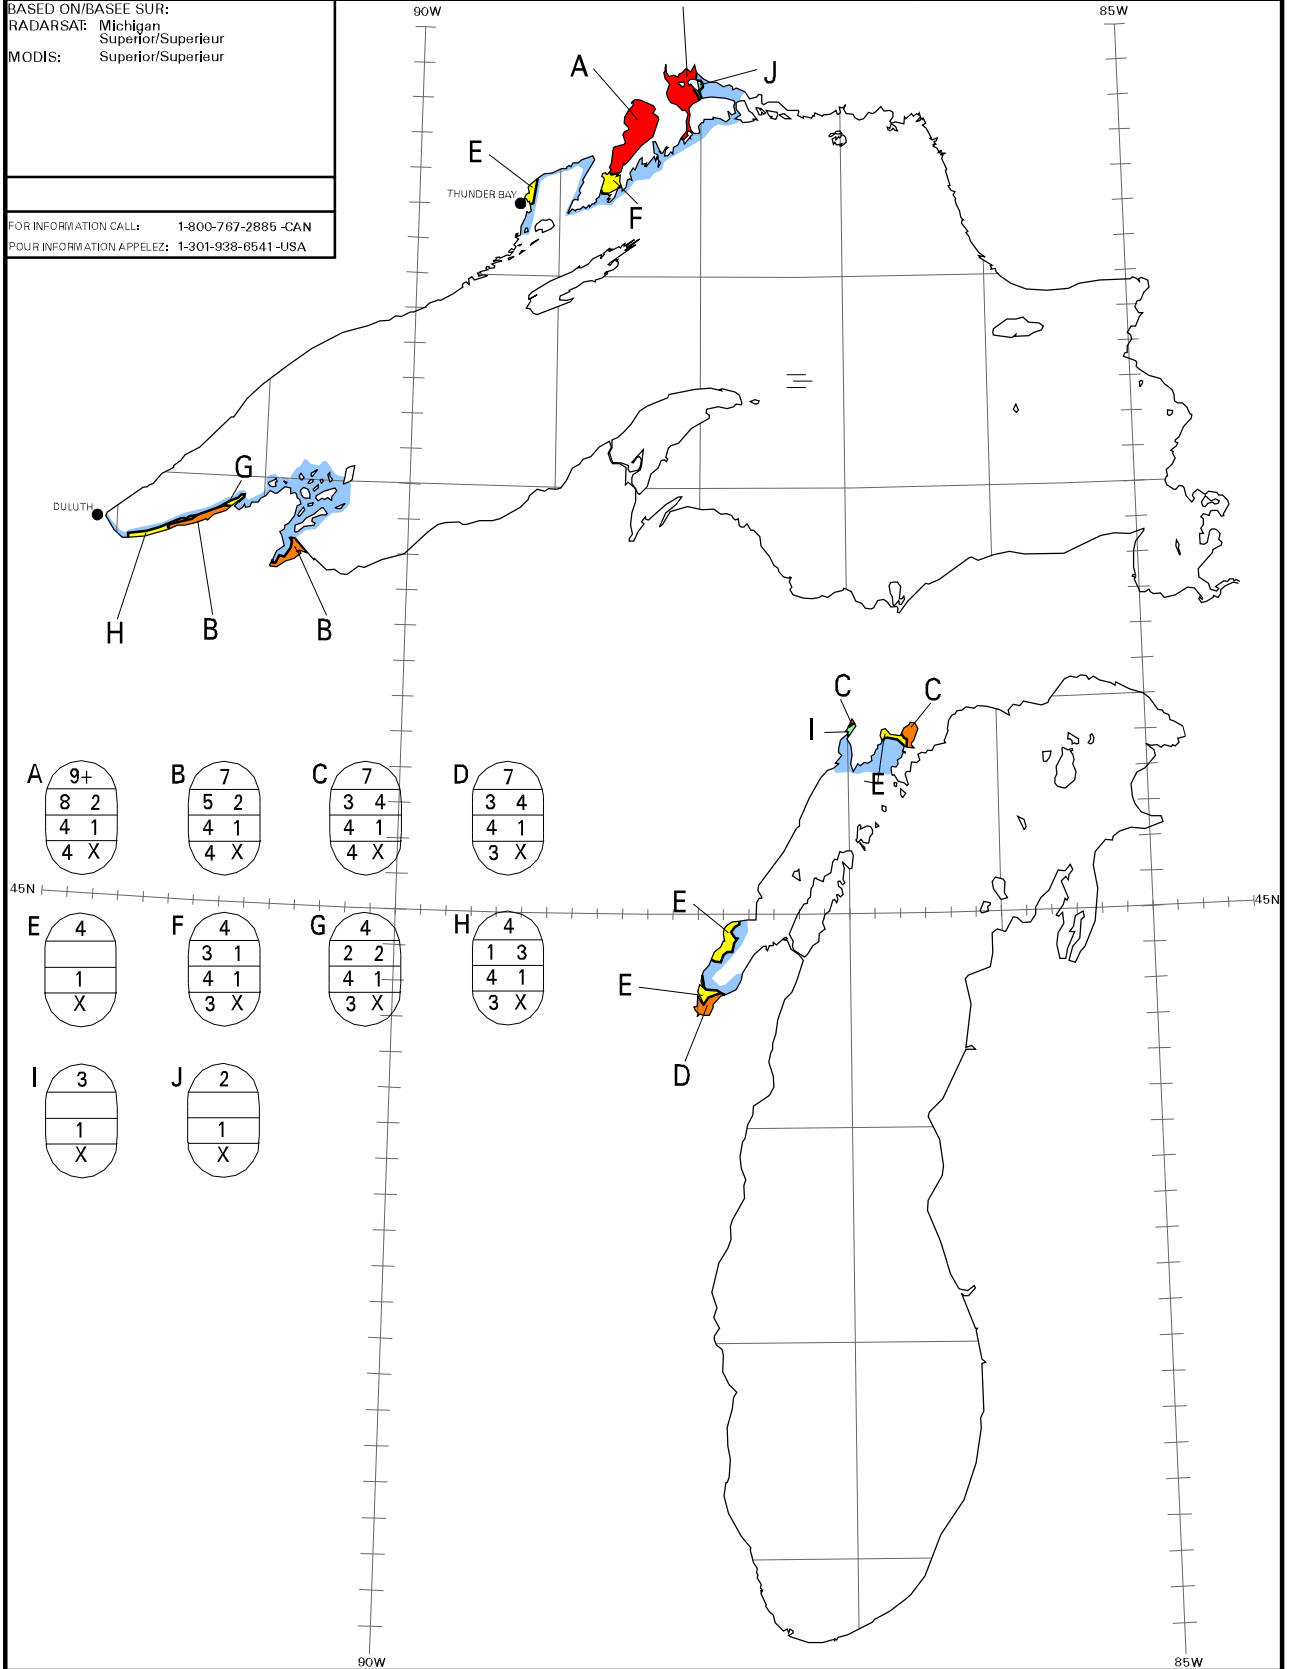 BASED ON/BASEE SUR:
RADARSAT: Michigan
Superior/Superieur
MODIS: Superior/Superieur
FOR INFORMATION CALL: 1-800-767-2885 -CAN
POUR INFORMATION APPELEZ: 1-301-938-6541 -USA
90W
85W
A
J
E
THUNDER BAY
F
G
DULUTH
H
B
B
C
C
I
E
A
9+
8 2
4 1
4 X
B
7
5 2
4 1
4 X
C
7
3 4
4 1
4 X
D
7
3 4
4 1
3 X
45N
45N
E
4
1
X
F
4
3 1
4 1
3 X
G
4
2 2
4 1
3 X
H
4
1 3
4 1
3 X
E
E
D
I
3
1
X
J
2
1
X
90W
85W